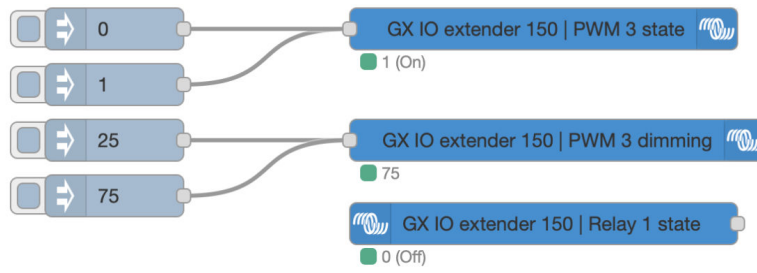 0
GX IO extender 150 | PWM 3 state
1 (On)
1
25
GX IO extender 150 | PWM 3 dimming
75
75
GX IO extender 150 | Relay 1 state
0 (Off)